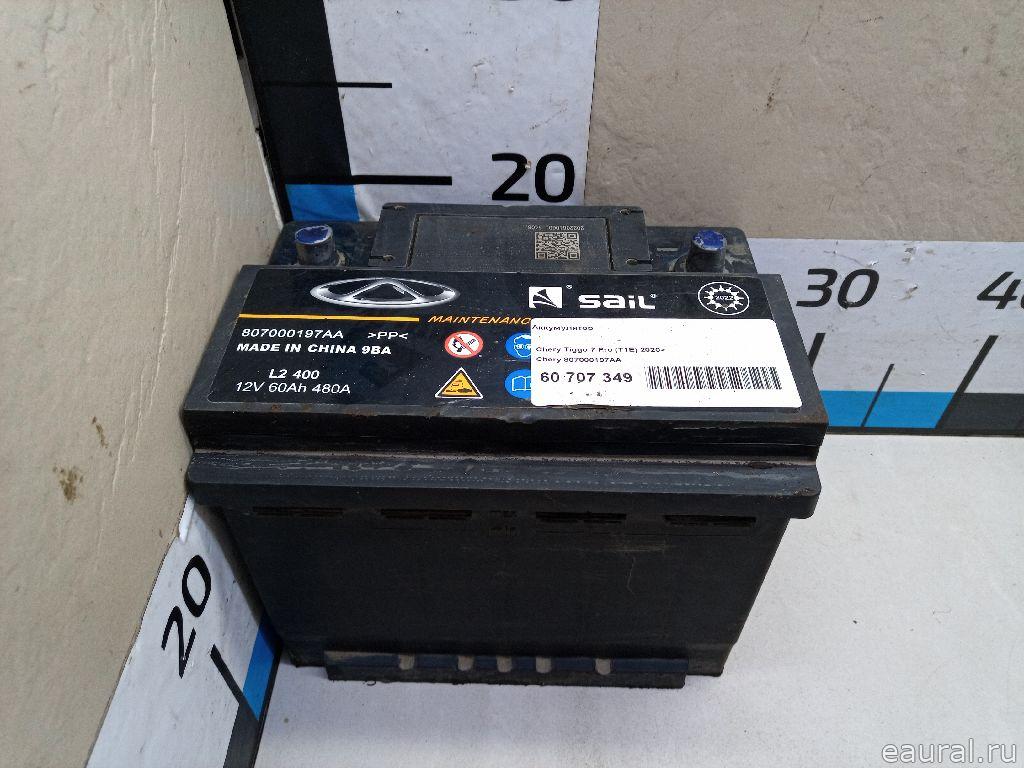 20
30
20
SAIL
2022
MAINTENANC
807000197AA >PP<
MADE IN CHINA 9BA
L2 400
12V 60Ah 480A
Аккумулятор
Chery Tiggo 7 Pro (T1E) 2020>
Chery 807000197AA
60 707 349
eaural.ru